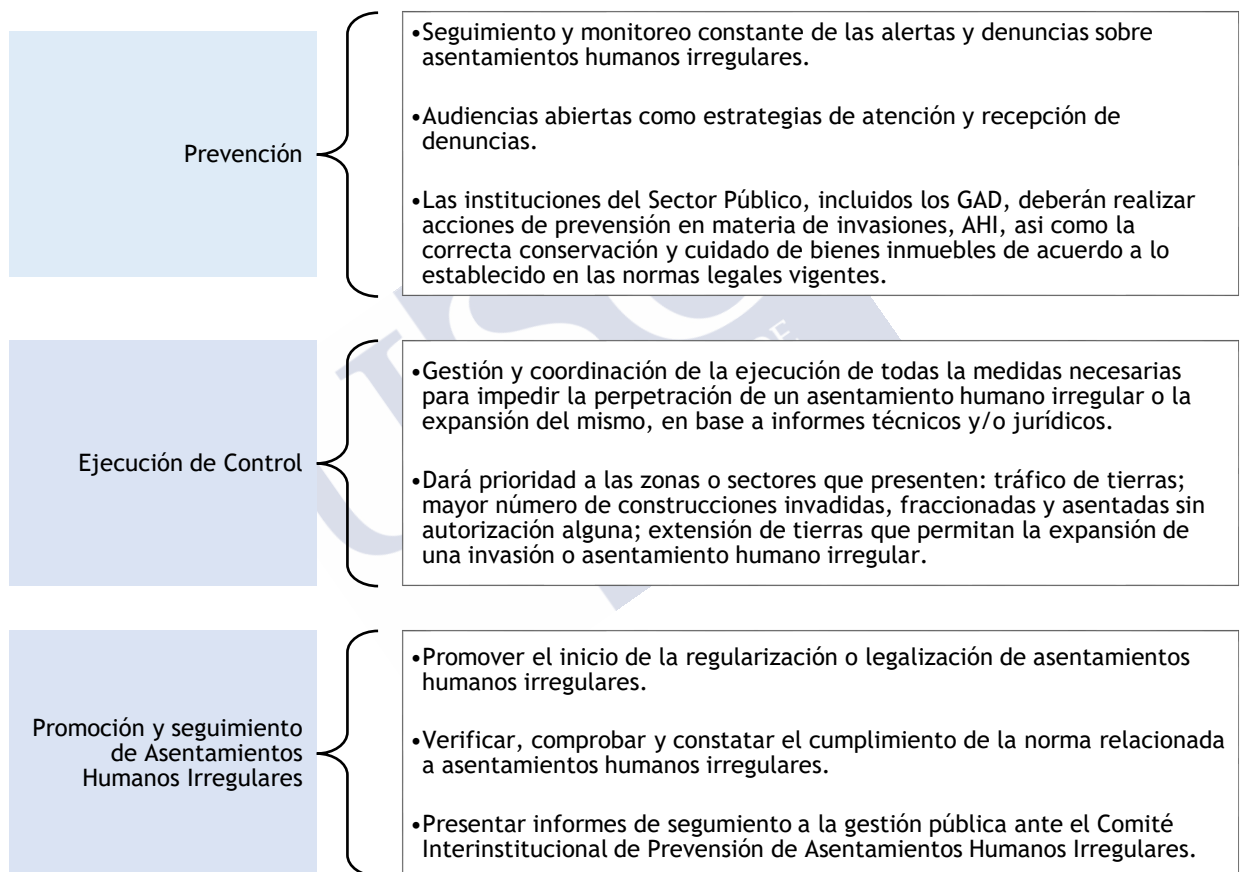 Prevención
•Seguimiento y monitoreo constante de las alertas y denuncias sobre
asentamientos humanos irregulares.
•Audiencias abiertas como estrategias de atención y recepción de
denuncias.
•Las instituciones del Sector Público, incluidos los GAD, deberán realizar
acciones de prevensión en materia de invasiones, AHI, asi como la
correcta conservación y cuidado de bienes inmuebles de acuerdo a lo
establecido en las normas legales vigentes.
Ejecución de Control
•Gestión y coordinación de la ejecución de todas la medidas necesarias
para impedir la perpetración de un asentamiento humano irregular o la
expansión del mismo, en base a informes técnicos y/o jurídicos.
•Dará prioridad a las zonas o sectores que presenten: tráfico de tierras;
mayor número de construcciones invadidas, fraccionadas y asentadas sin
autorización alguna; extensión de tierras que permitan la expansión de
una invasión o asentamiento humano irregular.
Promoción y seguimiento
de Asentamientos
Humanos Irregulares
•Promover el inicio de la regularización o legalización de asentamientos
humanos irregulares.
•Verificar, comprobar y constatar el cumplimiento de la norma relacionada
a asentamientos humanos irregulares.
•Presentar informes de segumiento a la gestión pública ante el Comité
Interinstitucional de Prevensión de Asentamientos Humanos Irregulares.